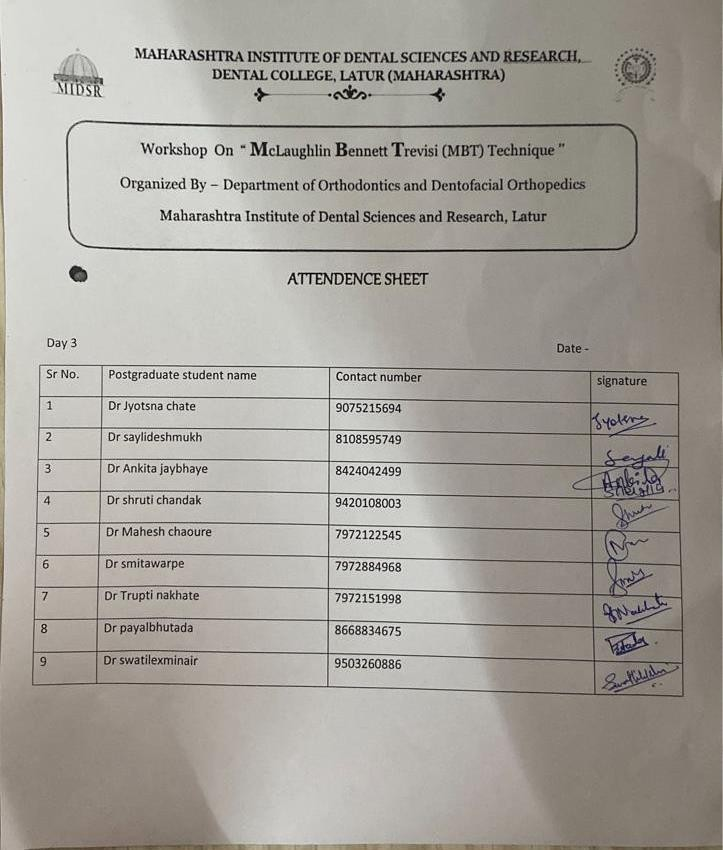 MIDSR
MAHARASHTRA INSTITUTE OF DENTAL SCIENCES AND RESEARCH,
DENTAL COLLEGE, LATUR (MAHARASHTRA)
Workshop On “ McLaughlin Bennett Trevisi (MBT) Technique ”
Organized By – Department of Orthodontics and Dentofacial Orthopedics
Maharashtra Institute of Dental Sciences and Research, Latur
ATTENDENCE SHEET
Day 3 Date -
Sr No. Postgraduate student name Contact number signature
1 Dr Jyotsna chate 9075215694
2 Dr saylideshmukh 8108595749 Sayali
3 Dr Ankita jaybhaye 8424042499 Ankita
4 Dr shruti chandak 9420108003
5 Dr Mahesh chaoure 7972122545
6 Dr smitawarpe 7972884968
7 Dr Trupti nakhate 7972151998
8 Dr payalbhutada 8668834675
9 Dr swatilexminair 9503260886